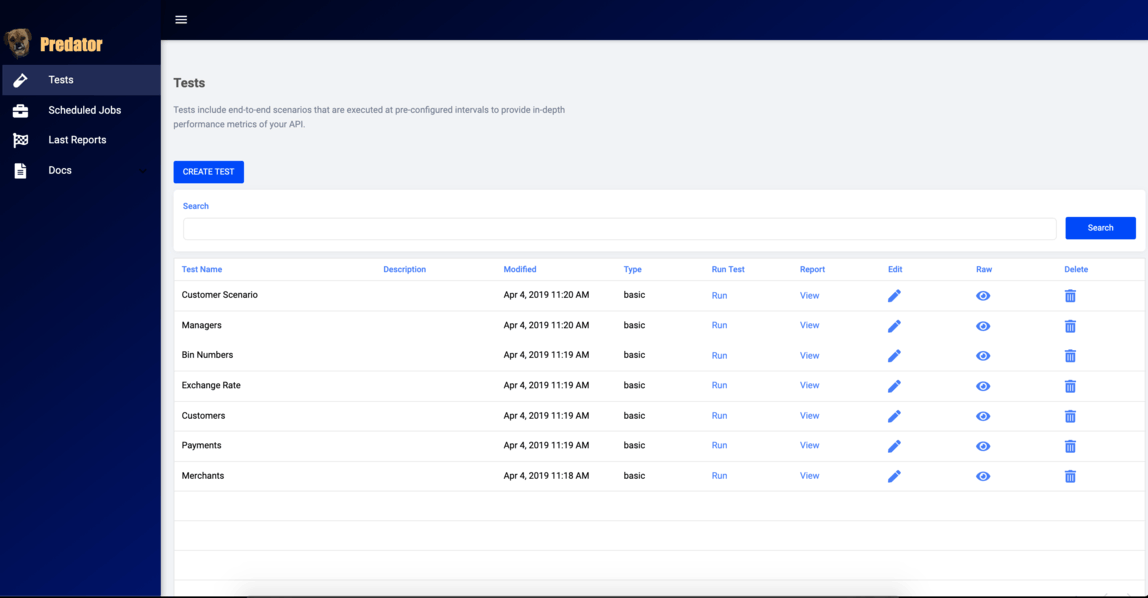 Predator
Tests
Scheduled Jobs
Last Reports
Docs
Tests
Tests include end-to-end scenarios that are executed at pre-configured intervals to provide in-depth
performance metrics of your API.
CREATE TEST
Search
Search
Test Name Description Modified Type Run Test Report Edit Raw Delete
Customer Scenario Apr 4, 2019 11:20 AM basic Run View
Managers Apr 4, 2019 11:20 AM basic Run View
Bin Numbers Apr 4, 2019 11:19 AM basic Run View
Exchange Rate Apr 4, 2019 11:19 AM basic Run View
Customers Apr 4, 2019 11:19 AM basic Run View
Payments Apr 4, 2019 11:19 AM basic Run View
Merchants Apr 4, 2019 11:18 AM basic Run View